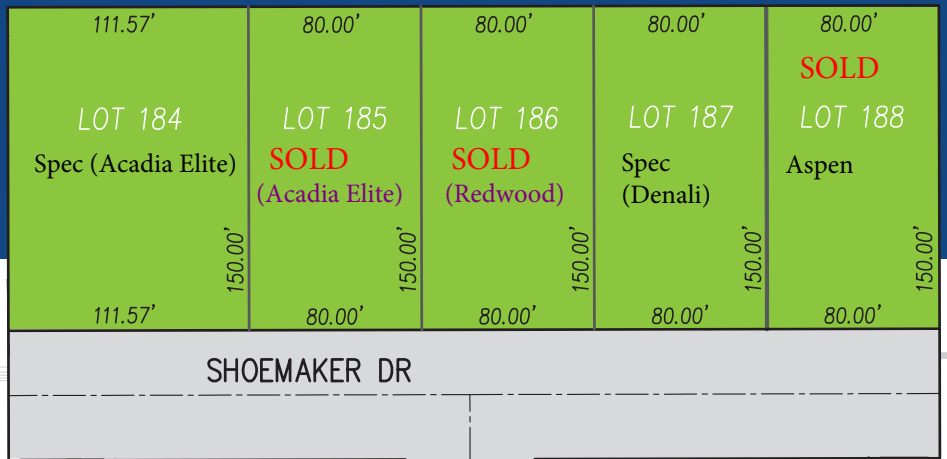 111.57'
80.00'
80.00'
80.00'
80.00'
SOLD
LOT 184
LOT 185
LOT 186
LOT 187
LOT 188
Spec (Acadia Elite)
SOLD
(Acadia Elite)
SOLD
(Redwood)
Spec
(Denali)
Aspen
150.00'
150.00'
150.00'
150.00'
150.00'
111.57'
80.00'
80.00'
80.00'
80.00'
SHOEMAKER DR